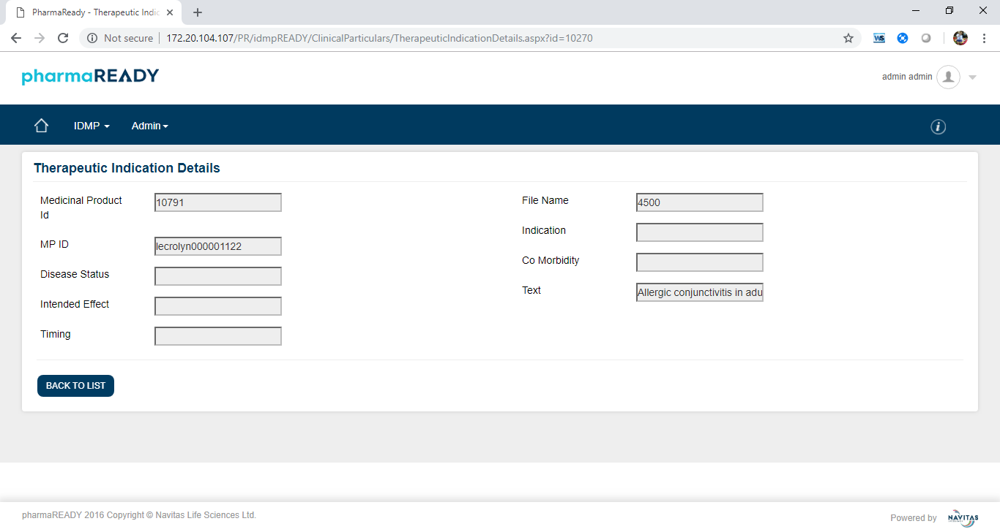 PharmaReady - Therapeutic Indic
Not secure
172.20.104.107/PR/idmpREADY/ClinicalParticulars/TherapeuticIndicationDetails.aspx?id=10270
WS
pharmaREADY
admin admin
IDMP
Admin
i
Therapeutic Indication Details
Medicinal Product
Id
10791
File Name
4500
Indication
MP ID
lecrolyn000001122
Co Morbidity
Disease Status
Text
Allergic conjunctivitis in adu
Intended Effect
Timing
BACK TO LIST
pharmaREADY 2016 Copyright © Navitas Life Sciences Ltd.
Powered by
NAVITAS